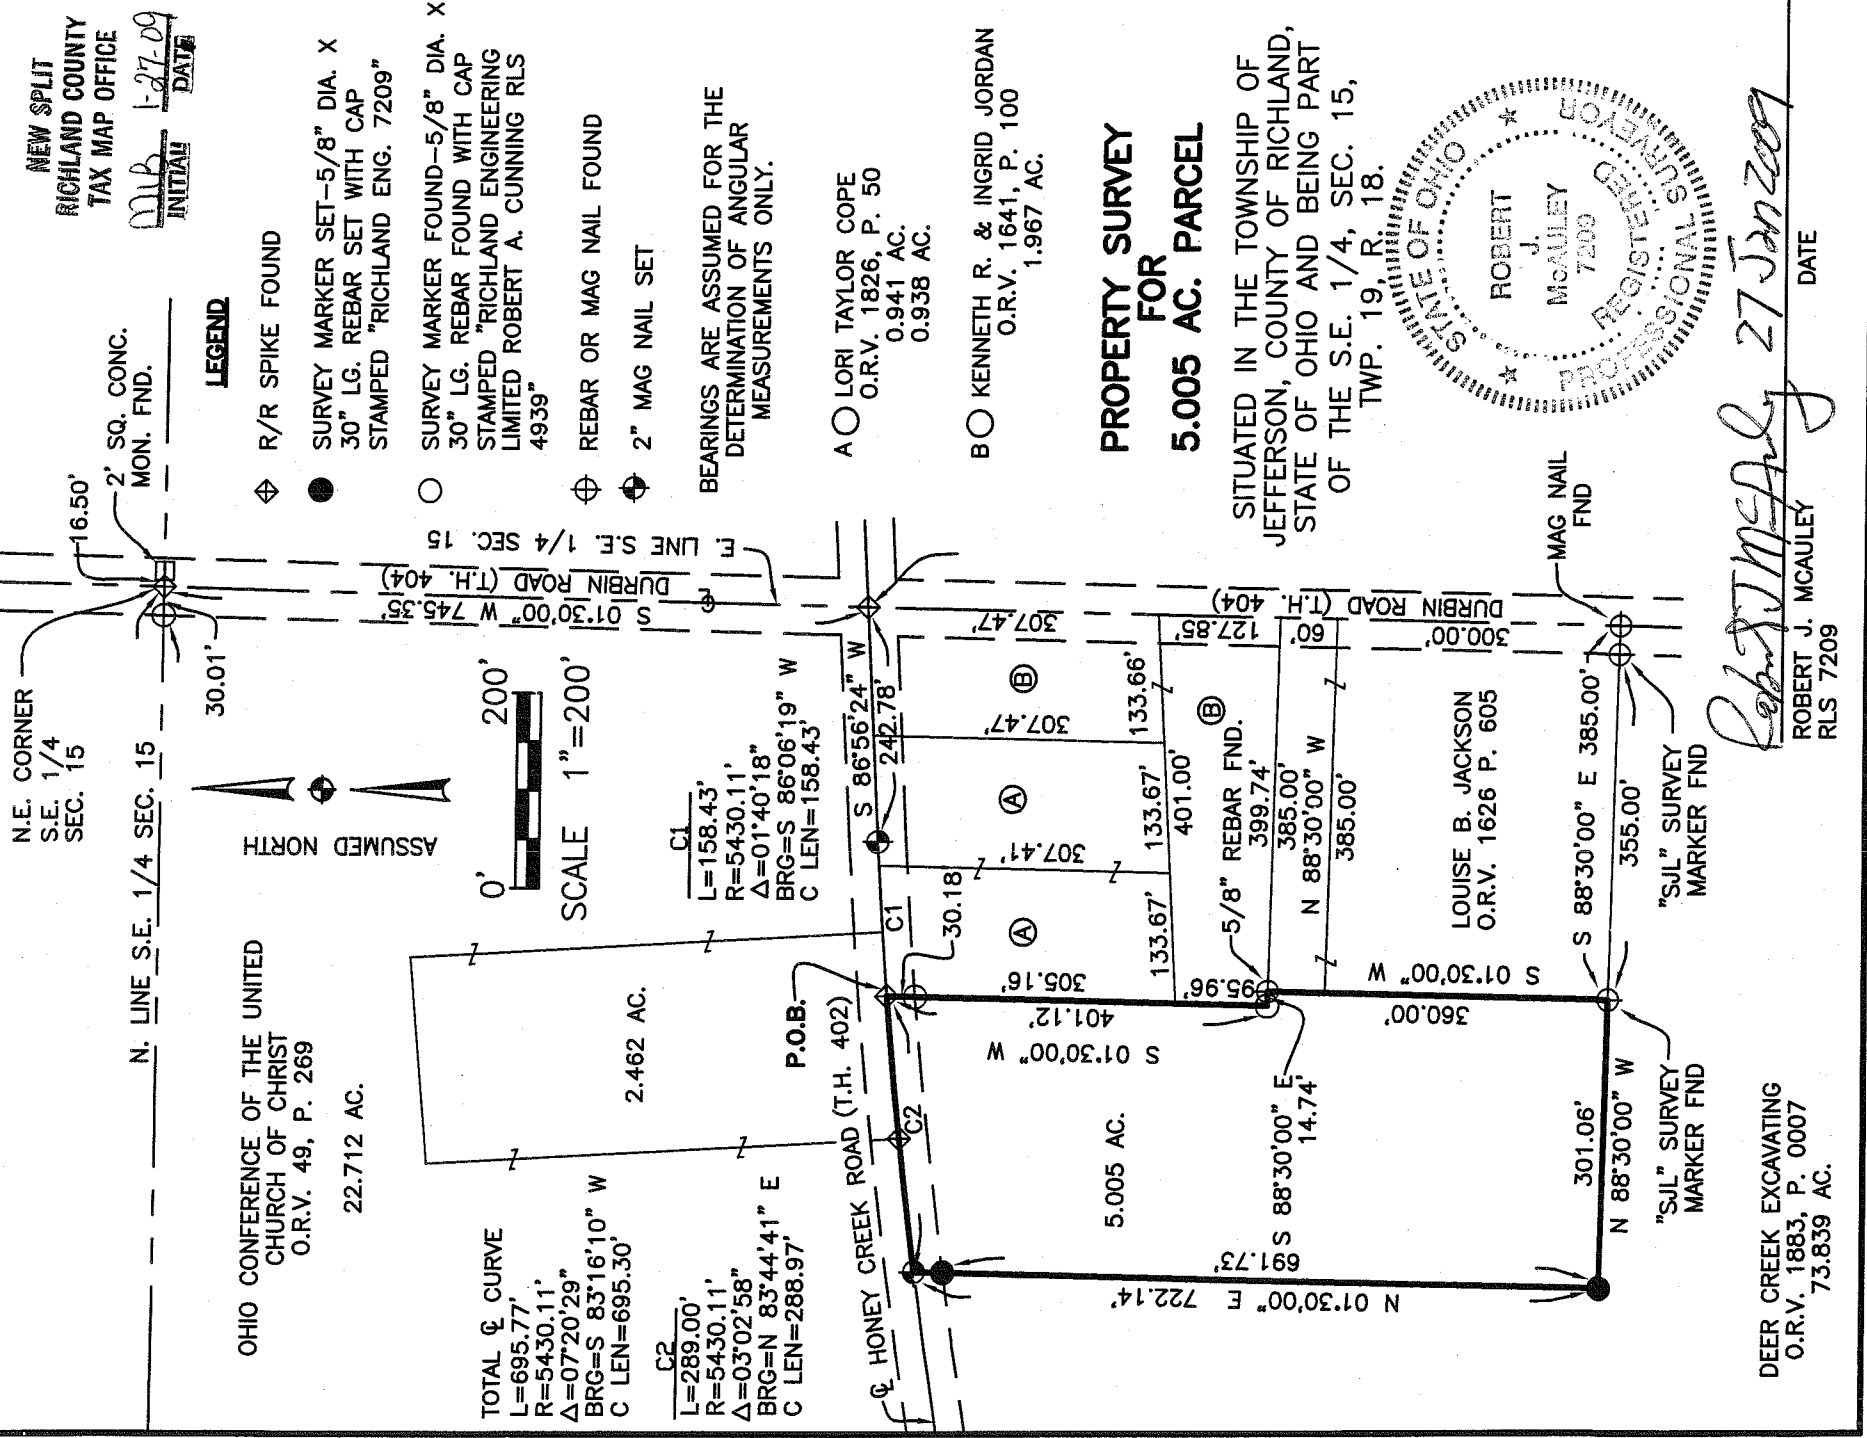 NEW SPLIT
RICHLAND COUNTY
TAX MAP OFFICE
MLB 1-27-09
INITIAL DATE
N.E. CORNER
S.E. 1/4
SEC. 15
16.50'
2' SQ. CONC.
MON. FND.
30.01'
N. LINE S.E. 1/4 SEC. 15
OHIO CONFERENCE OF THE UNITED
CHURCH OF CHRIST
O.R.V. 49, P. 269
22.712 AC.
ASSUMED NORTH
0' 200'
SCALE 1"=200'
S 01°30'00" W 745.35'
DURBIN ROAD (T.H. 404)
E. LINE S.E. 1/4 SEC. 15
LEGEND
R/R SPIKE FOUND
SURVEY MARKER SET-5/8" DIA. X
30" LG. REBAR SET WITH CAP
STAMPED "RICHLAND ENG. 7209"
SURVEY MARKER FOUND-5/8" DIA. X
30" LG. REBAR FOUND WITH CAP
STAMPED "RICHLAND ENGINEERING
LIMITED ROBERT A. CUNNING RLS
4939"
REBAR OR MAG NAIL FOUND
2" MAG NAIL SET
BEARINGS ARE ASSUMED FOR THE
DETERMINATION OF ANGULAR
MEASUREMENTS ONLY.
A LORI TAYLOR COPE
O.R.V. 1826, P. 50
0.941 AC.
0.938 AC.
B KENNETH R. & INGRID JORDAN
O.R.V. 1641, P. 100
1.967 AC.
TOTAL ℄ CURVE
L=695.77'
R=5430.11'
Δ=07°20'29"
BRG=S 83°16'10" W
C LEN=695.30'
C2
L=289.00'
R=5430.11'
Δ=03°02'58"
BRG=N 83°44'41" E
C LEN=288.97'
C1
L=158.43'
R=5430.11'
Δ=01°40'18"
BRG=S 86°06'19" W
C LEN=158.43'
2.462 AC.
P.O.B.
℄ HONEY CREEK ROAD (T.H. 402)
C2
C1
S 86°56'24" W
242.78'
30.18'
305.16'
401.12'
S 01°30'00" W
A
307.41'
A
307.47'
B
307.47'
133.67'
133.67'
133.66'
401.00'
127.85'
B
95.96'
5/8" REBAR FND.
399.74'
385.00'
N 88°30'00" W
385.00'
60'
DURBIN ROAD (T.H. 404)
300.00'
5.005 AC.
S 88°30'00" E
14.74'
691.73'
N 01°30'00" E 722.14'
S 01°30'00" W
360.00'
LOUISE B. JACKSON
O.R.V. 1626 P. 605
S 88°30'00" E 385.00'
355.00'
301.06'
N 88°30'00" W
"SJL" SURVEY
MARKER FND
"SJL" SURVEY
MARKER FND
MAG NAIL
FND
DEER CREEK EXCAVATING
O.R.V. 1883, P. 0007
73.839 AC.
PROPERTY SURVEY
FOR
5.005 AC. PARCEL
SITUATED IN THE TOWNSHIP OF
JEFFERSON, COUNTY OF RICHLAND,
STATE OF OHIO AND BEING PART
OF THE S.E. 1/4, SEC. 15,
TWP. 19, R. 18.
STATE OF OHIO
ROBERT
J.
McAULEY
7209
REGISTERED
PROFESSIONAL SURVEYOR
Robert J McAuley 27 Jan 2009
ROBERT J. MCAULEY DATE
RLS 7209